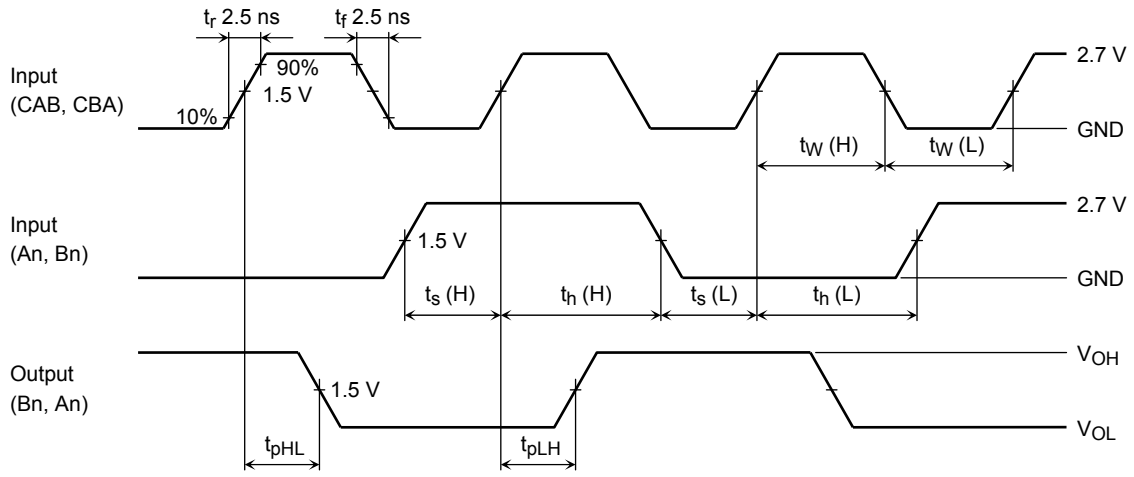 tr 2.5 ns
tf 2.5 ns
Input
(CAB, CBA)
90%
1.5 V
10%
2.7 V
GND
tW (H)
tW (L)
Input
(An, Bn)
1.5 V
2.7 V
GND
ts (H)
th (H)
ts (L)
th (L)
Output
(Bn, An)
1.5 V
VOH
VOL
tpHL
tpLH